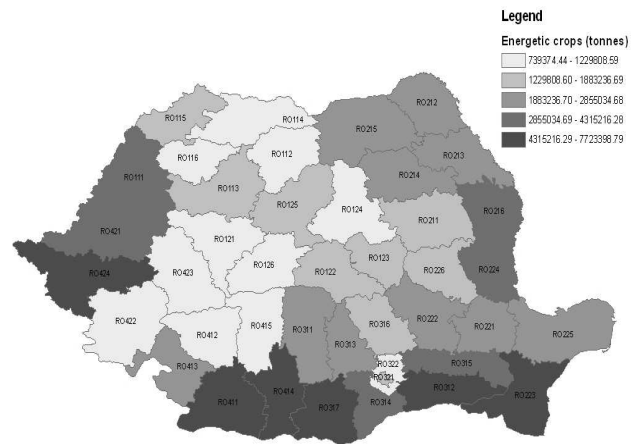 Legend
Energetic crops (tonnes)
739374.44 - 1229808.59
1229808.60 - 1883236.69
1883236.70 - 2855034.68
2855034.69 - 4315216.28
4315216.29 - 7723398.79
RO212
RO115
RO114
RO215
RO116
RO112
RO213
RO111
RO113
RO214
RO125
RO124
RO211
RO216
RO421
RO121
RO424
RO423
RO126
RO122
RO123
RO226
RO224
RO422
RO412
RO415
RO311
RO313
RO316
RO222
RO221
RO225
RO413
RO322
RO315
RO321
RO312
RO411
RO414
RO317
RO314
RO223